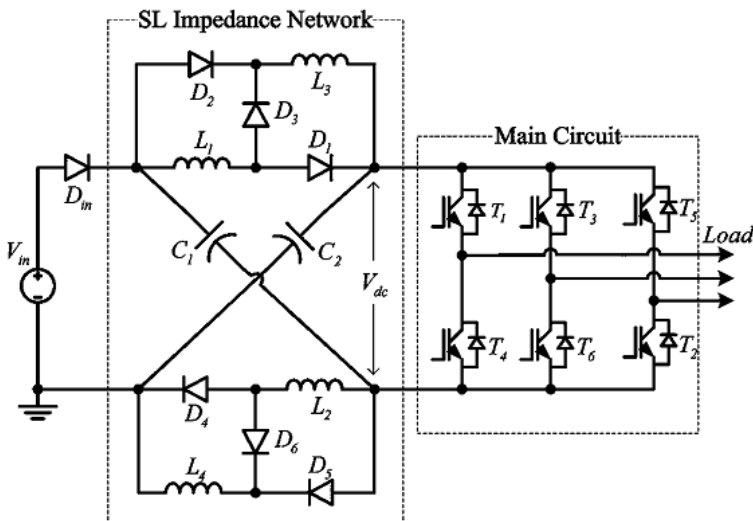 SL Impedance Network
D2
L3
D3
Main Circuit
L1
D1
Din
T1
T3
T5
Vin
C1
C2
Load
Vdc
T4
T6
T2
D4
L2
D6
L4
D5